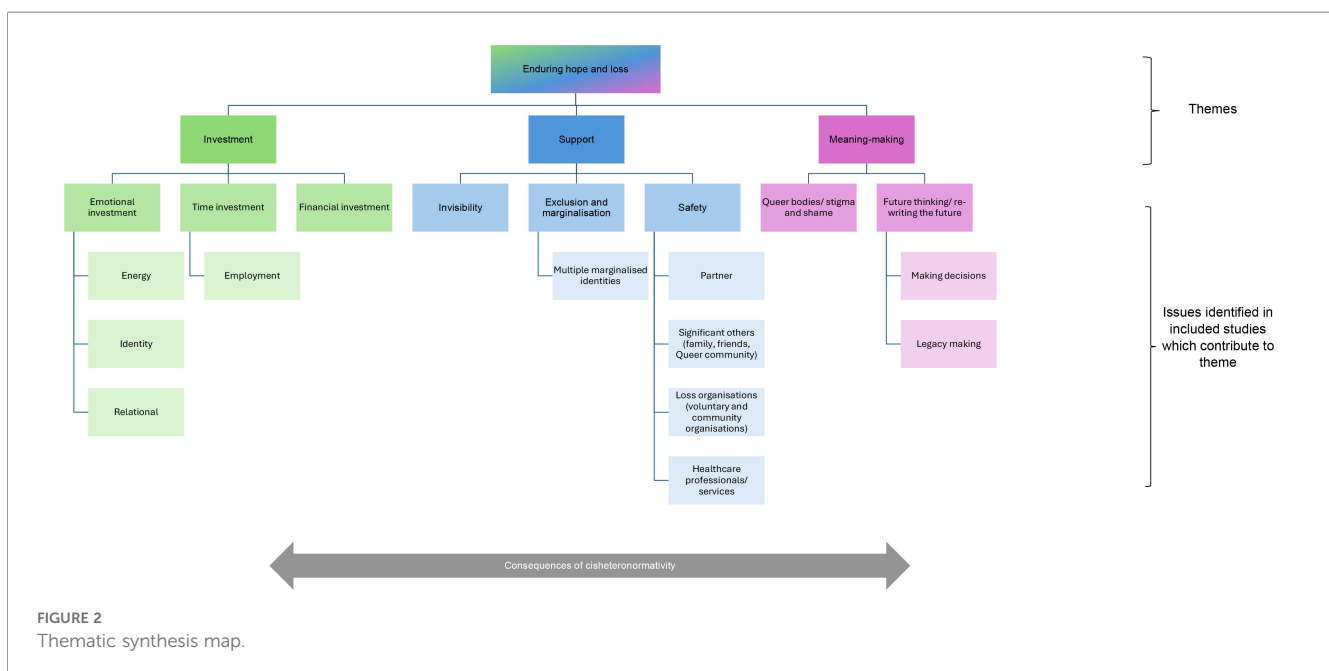 Enduring hope and loss
Themes
Investment
Support
Meaning-making
Emotional
investment
Time investment
Financial investment
Invisibility
Exclusion and
marginalisation
Safety
Queer bodies/ stigma
and shame
Future thinking/ re-
writing the future
Energy
Employment
Multiple marginalised
identities
Partner
Making decisions
Issues identified in
included studies
which contribute to
theme
Identity
Significant others
(family, friends,
Queer community)
Legacy making
Relational
Loss organisations
(voluntary and
community
organisations)
Healthcare
professionals/
services
Consequences of cisheteronormativity
FIGURE 2
Thematic synthesis map.